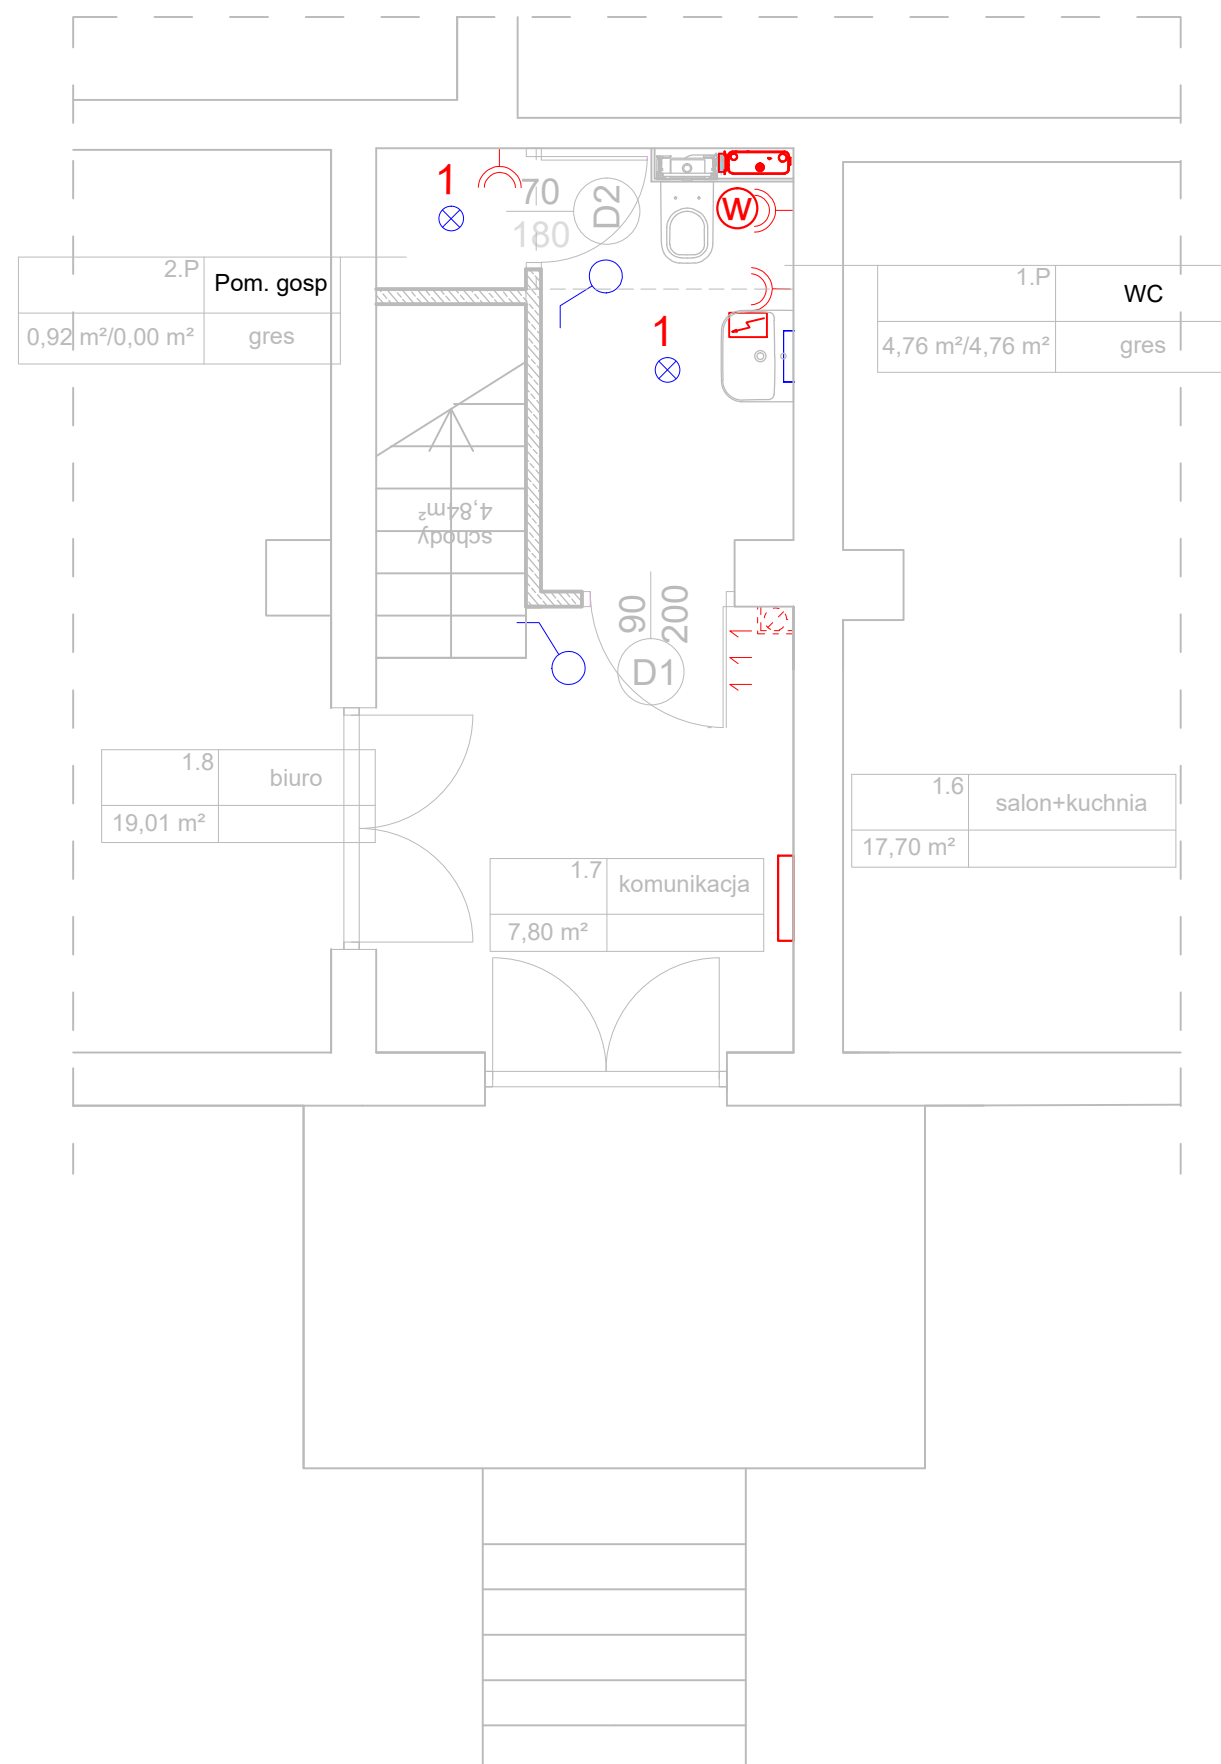 1
70
180
D2
W
2.P
Pom. gosp
0,92 m²/0,00 m²
gres
1.P
WC
4,76 m²/4,76 m²
gres
1
schody
4,84m²
90
200
D1
1.8
biuro
19,01 m²
1.6
salon+kuchnia
17,70 m²
1.7
komunikacja
7,80 m²